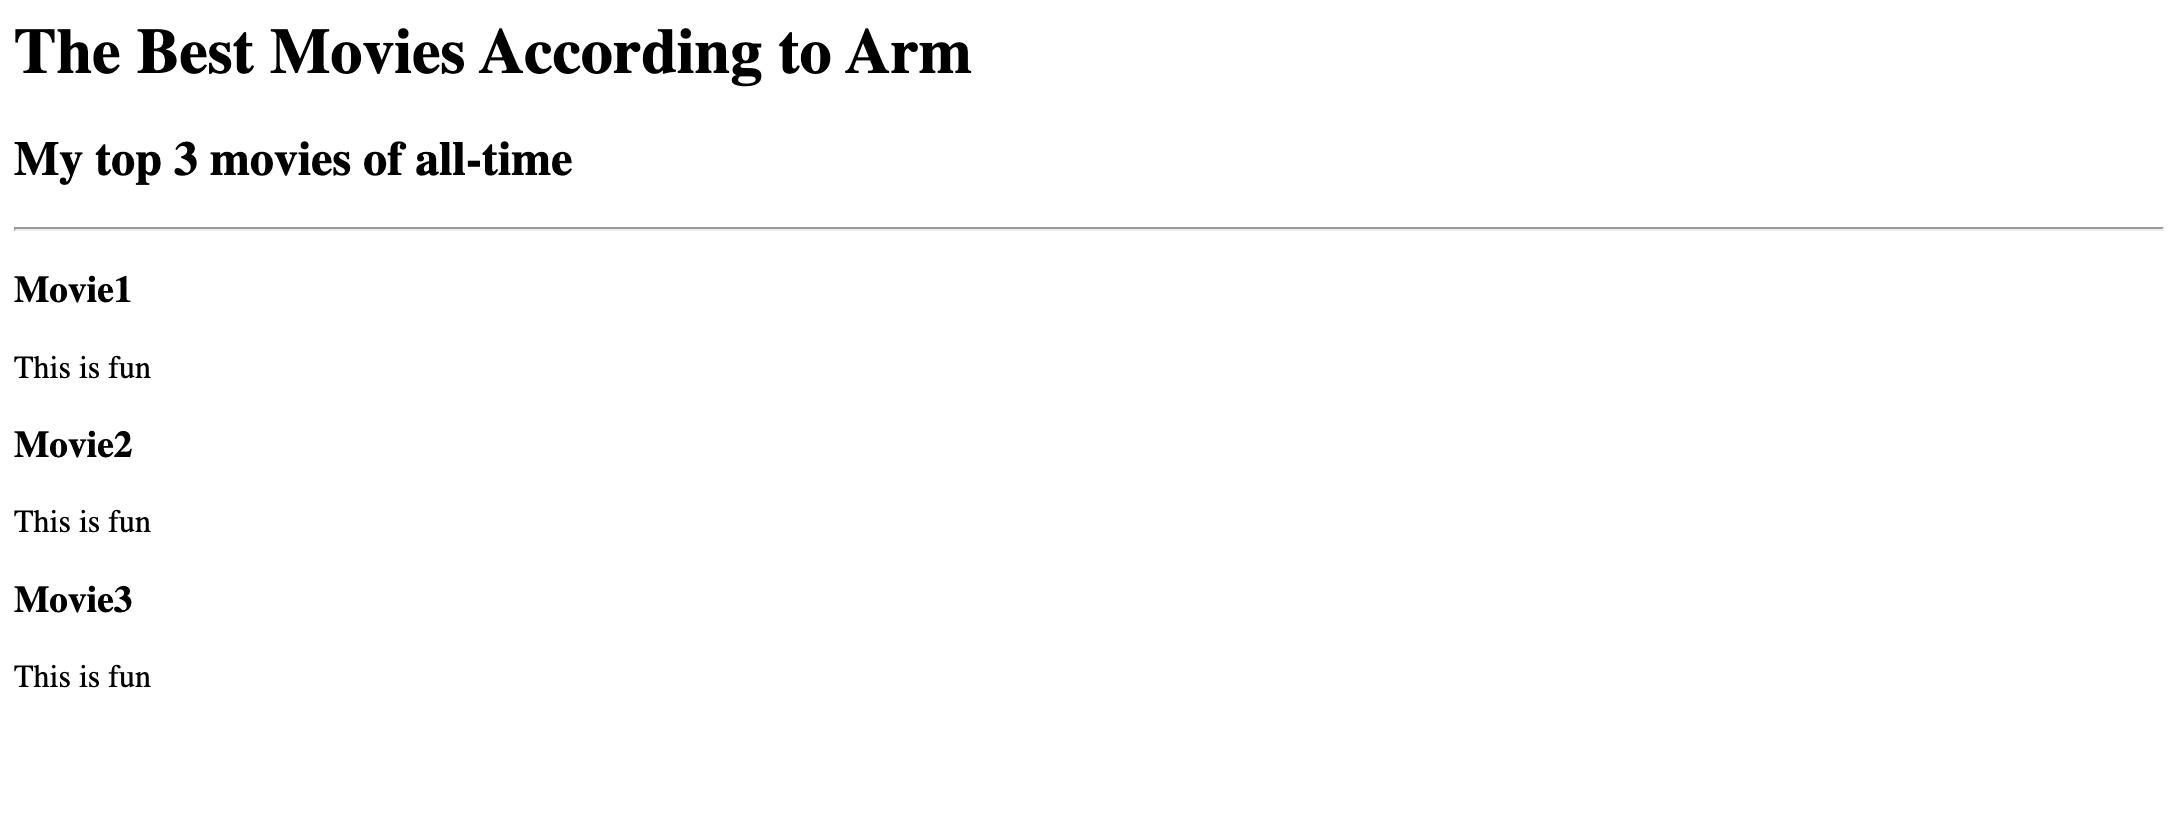 The Best Movies According to Arm
My top 3 movies of all-time
Movie1
This is fun
Movie2
This is fun
Movie3
This is fun